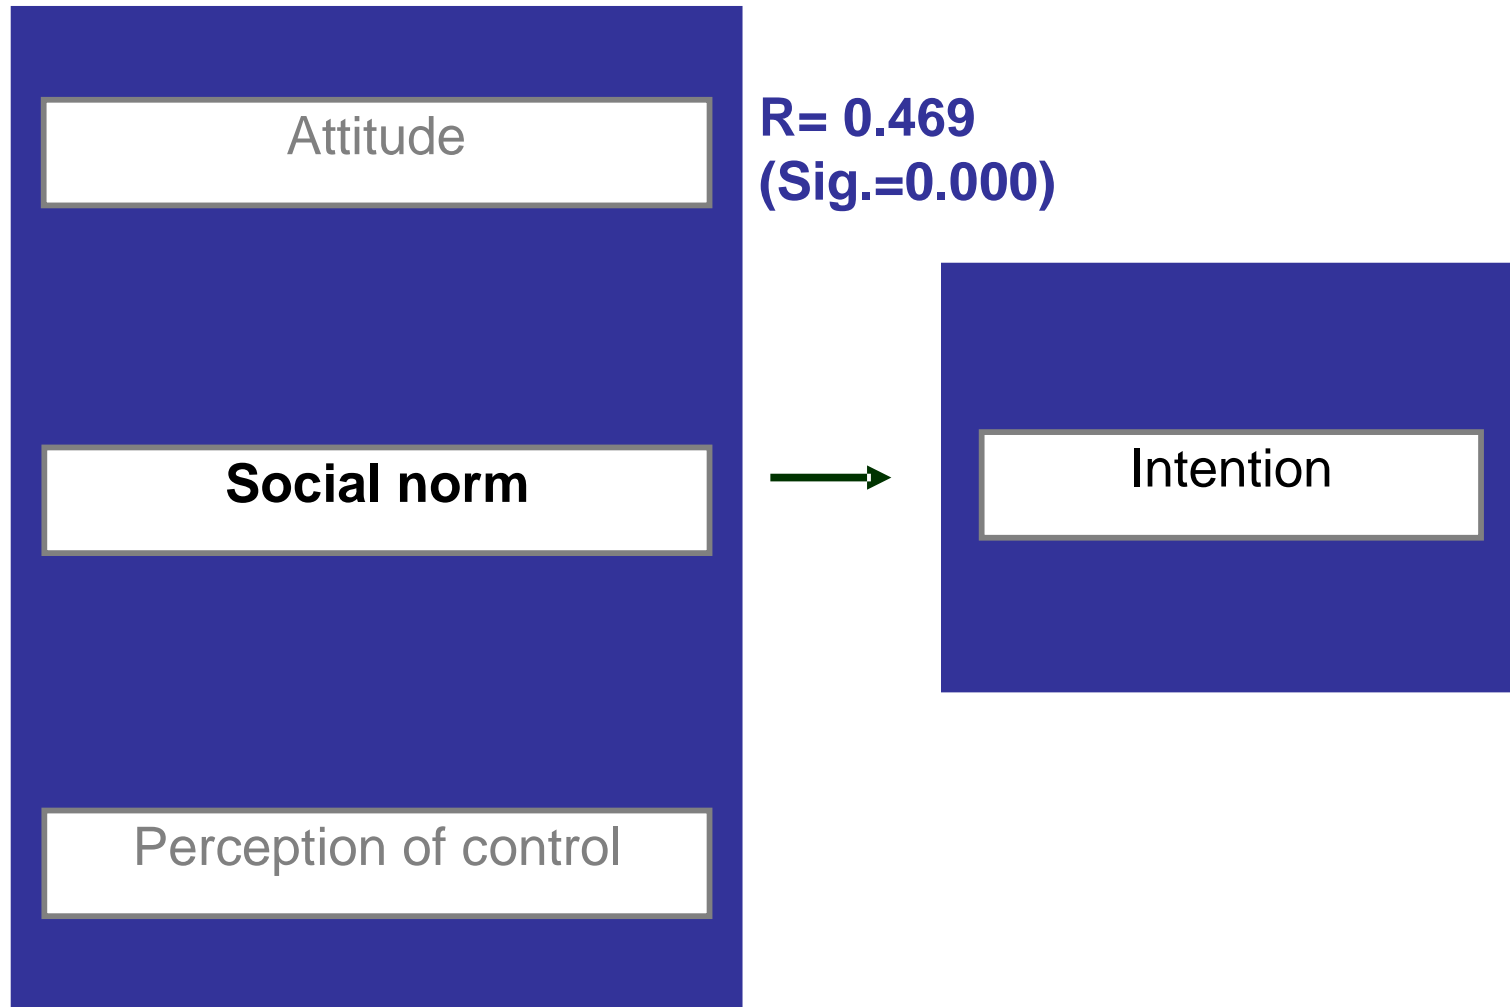 Attitude
R= 0.469
(Sig.=0.000)
Social norm
Intention
Perception of control